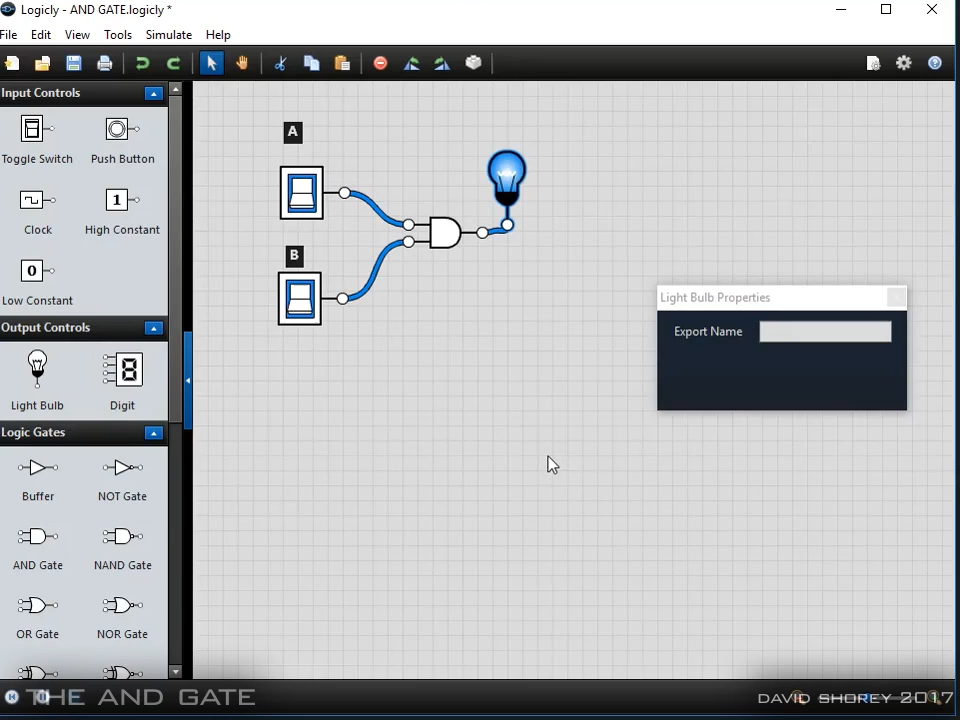 Logicly - AND GATE.logicly *
File Edit View Tools Simulate Help
Input Controls
Toggle Switch Push Button
1
Clock High Constant
0
Low Constant
Output Controls
8
Light Bulb Digit
Logic Gates
Buffer NOT Gate
AND Gate NAND Gate
OR Gate NOR Gate
A
B
Light Bulb Properties
Export Name
THE AND GATE
DAVID SHOREY 2017